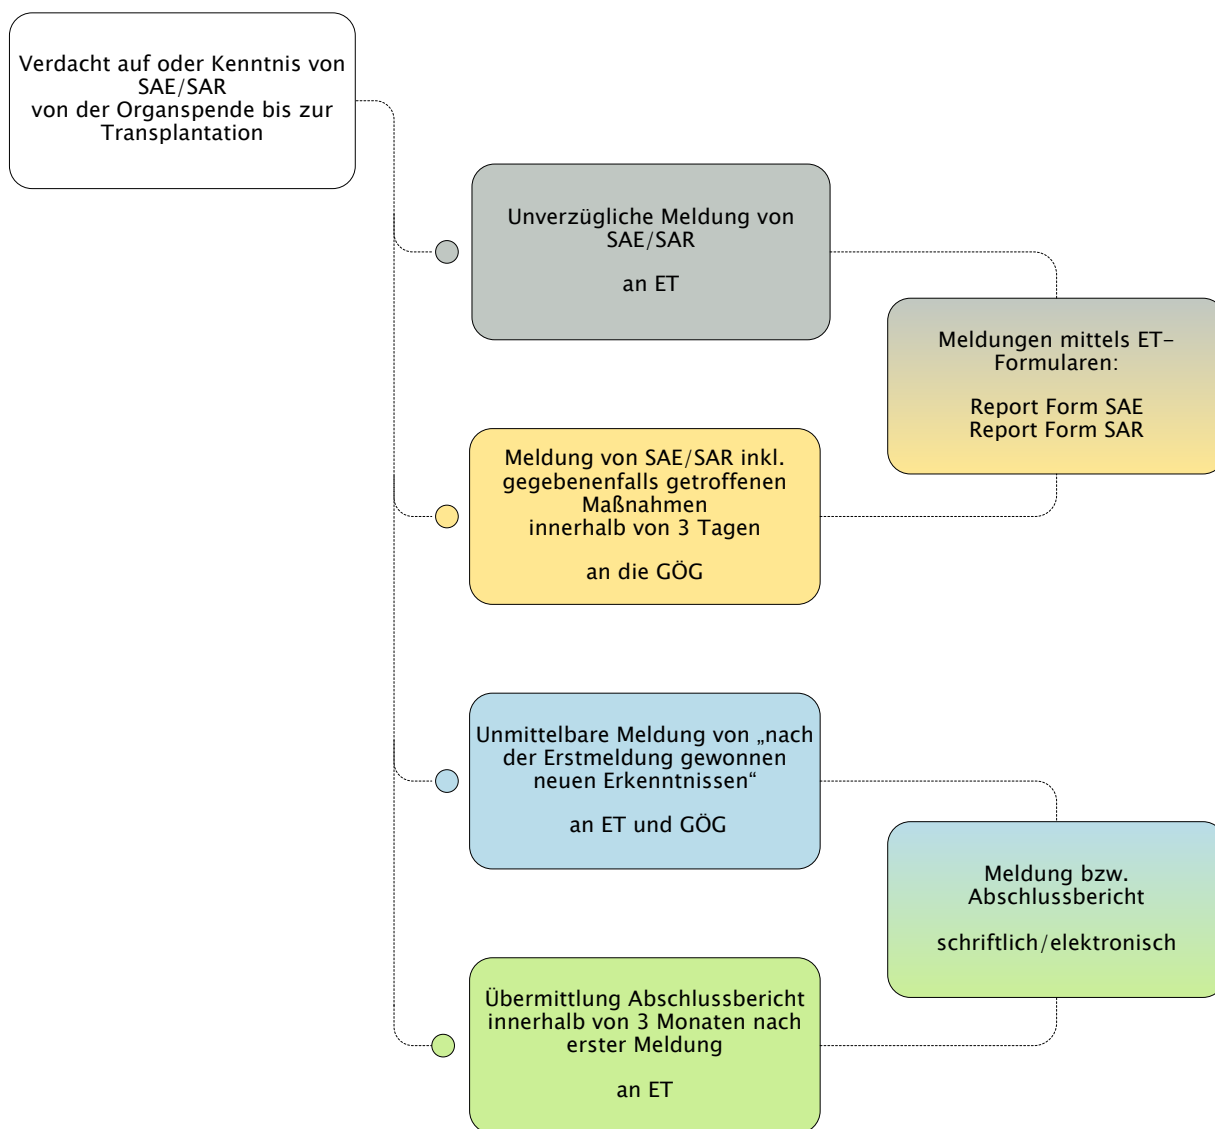 Verdacht auf oder Kenntnis von
SAE/SAR
von der Organspende bis zur
Transplantation
Unverzügliche Meldung von
SAE/SAR
an ET
Meldungen mittels ET-
Formularen:
Report Form SAE
Report Form SAR
Meldung von SAE/SAR inkl.
gegebenenfalls getroffenen
Maßnahmen
innerhalb von 3 Tagen
an die GÖG
Unmittelbare Meldung von „nach
der Erstmeldung gewonnen
neuen Erkenntnissen“
an ET und GÖG
Meldung bzw.
Abschlussbericht
schriftlich/elektronisch
Übermittlung Abschlussbericht
innerhalb von 3 Monaten nach
erster Meldung
an ET